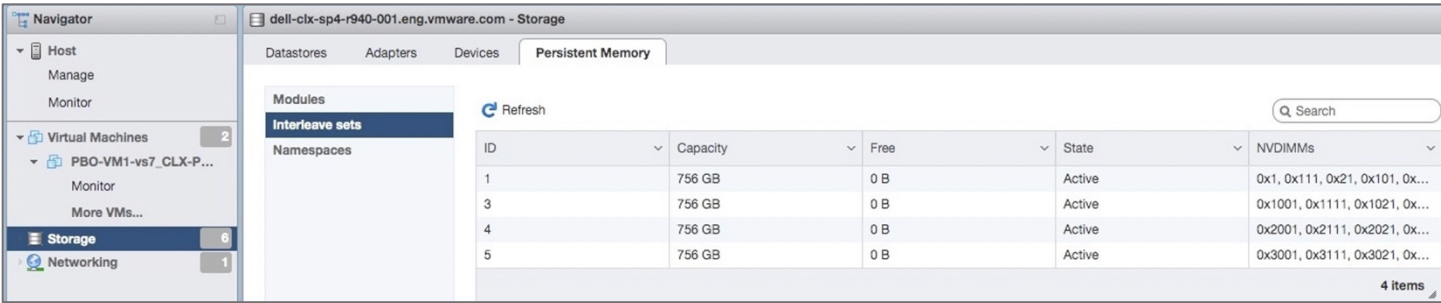 Navigator
Host
Manage
Monitor
Virtual Machines 2
PBO-VM1-vs7_CLX-P...
Monitor
More VMs...
Storage 6
Networking 1
dell-clx-sp4-r940-001.eng.vmware.com - Storage
Datastores Adapters Devices Persistent Memory
Modules
Interleave sets
Namespaces
Refresh Search
ID Capacity Free State NVDIMMs
1 756 GB 0 B Active 0x1, 0x111, 0x21, 0x101, 0x...
3 756 GB 0 B Active 0x1001, 0x1111, 0x1021, 0x...
4 756 GB 0 B Active 0x2001, 0x2111, 0x2021, 0x...
5 756 GB 0 B Active 0x3001, 0x3111, 0x3021, 0x...
4 items